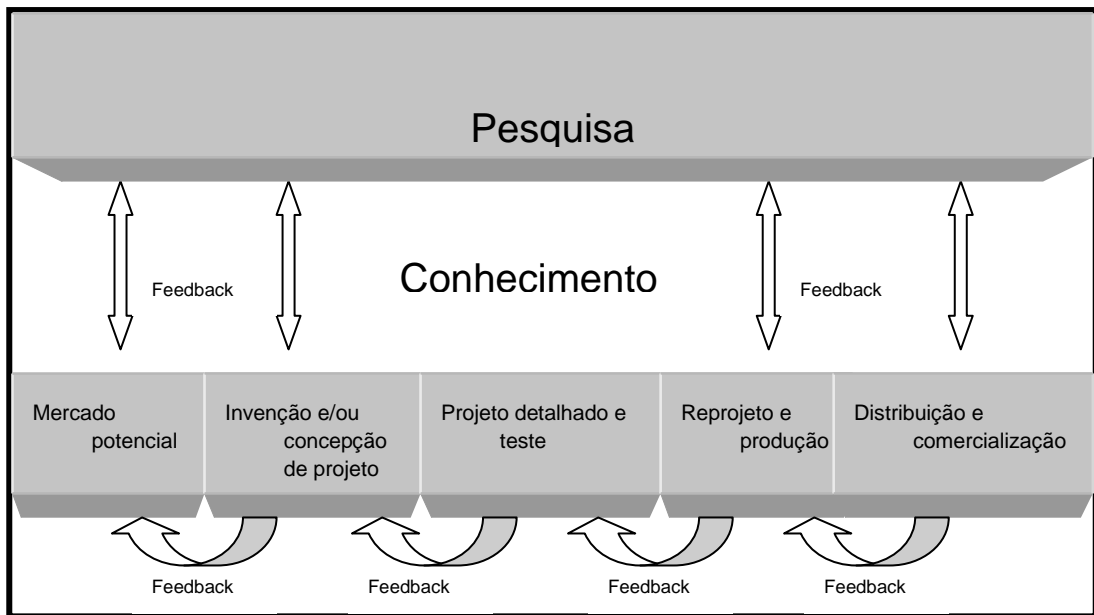 Pesquisa
Conhecimento
Feedback
Feedback
Mercado
potencial
Invenção e/ou
concepção
de projeto
Projeto detalhado e
teste
Reprojeto e
produção
Distribuição e
comercialização
Feedback
Feedback
Feedback
Feedback